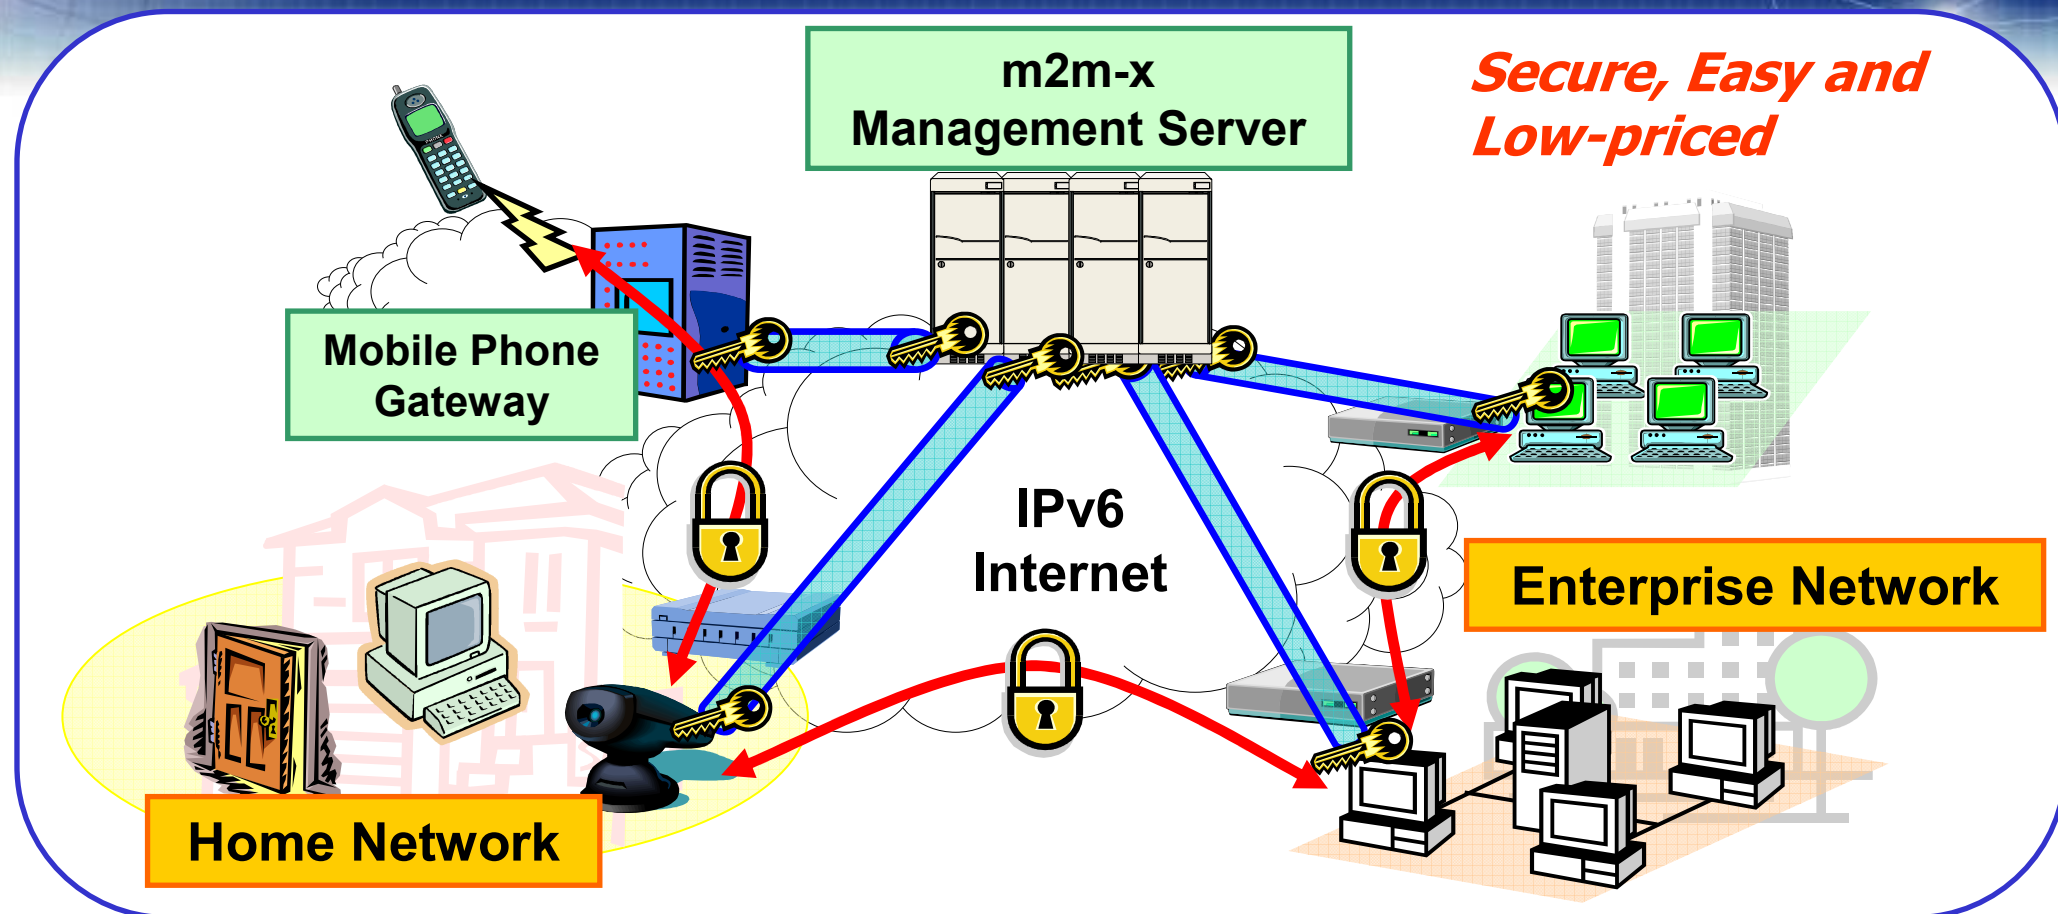 m2m-x
Management Server
Secure, Easy and
Low-priced
Mobile Phone
Gateway
IPv6
Internet
Enterprise Network
Home Network